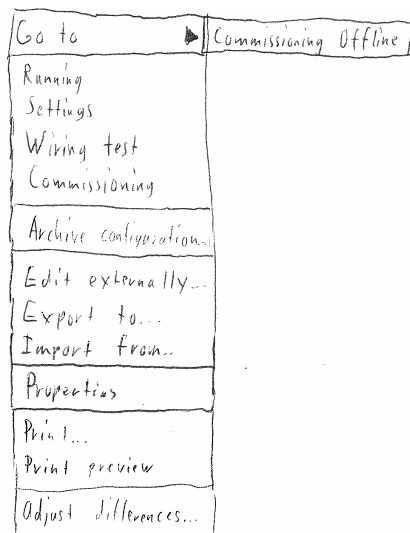 Go to ▶ Commissioning Offline
Running
Settings
Wiring test
Commissioning
Archive configuration...
Edit externally...
Export to...
Import from..
Properties
Print...
Print preview
Adjust differences...